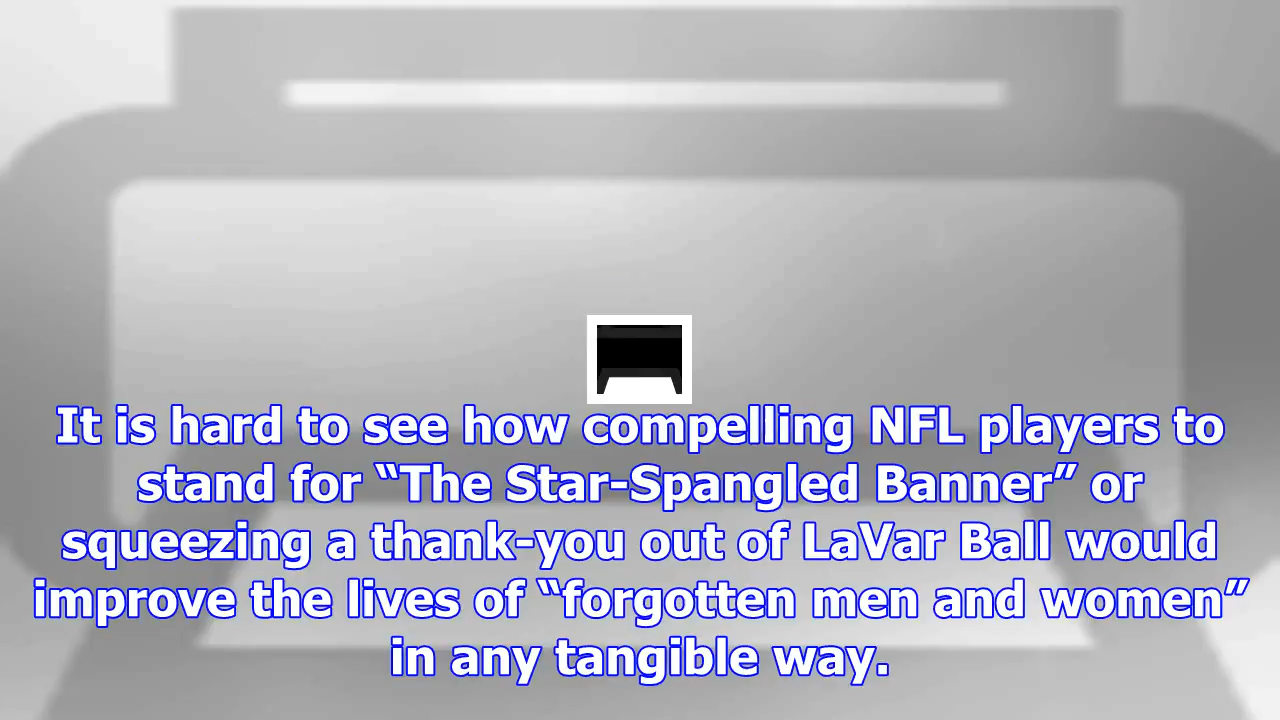 It is hard to see how compelling NFL players to
stand for “The Star-Spangled Banner” or
squeezing a thank-you out of LaVar Ball would
improve the lives of “forgotten men and women”
in any tangible way.